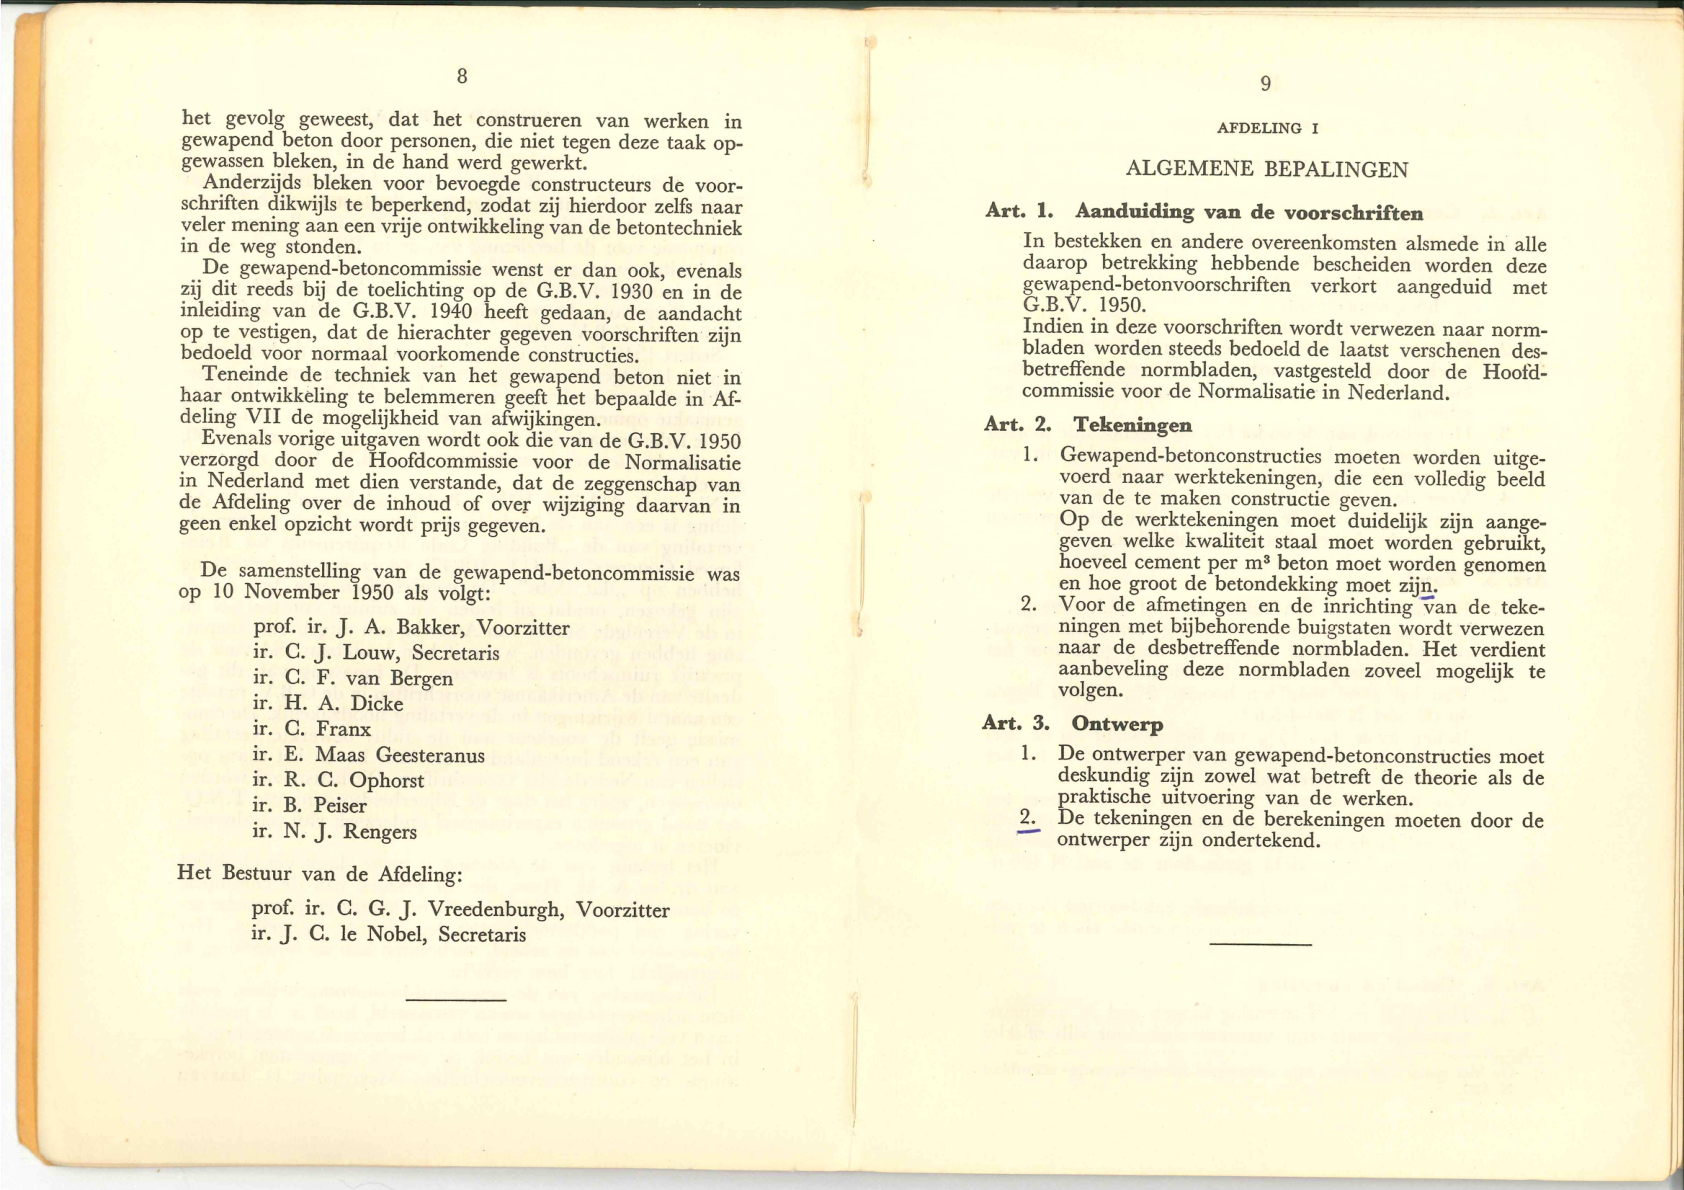 8
het gevolg geweest, dat het construeren van werken in
gewapend beton door personen, die niet tegen deze taak op-
gewassen bleken, in de hand werd gewerkt.
Anderzijds bleken voor bevoegde constructeurs de voor-
schriften dikwijls te beperkend, zodat zij hierdoor zelfs naar
veler mening aan een vrije ontwikkeling van de betontechniek
in de weg stonden.
De gewapend-betoncommissie wenst er dan ook, evenals
zij dit reeds bij de toelichting op de G.B.V. 1930 en in de
inleiding van de G.B.V. 1940 heeft gedaan, de aandacht
op te vestigen, dat de hierachter gegeven voorschriften zijn
bedoeld voor normaal voorkomende constructies.
Teneinde de techniek van het gewapend beton niet in
haar ontwikkeling te belemmeren geeft het bepaalde in Af-
deling VII de mogelijkheid van afwijkingen.
Evenals vorige uitgaven wordt ook die van de G.B.V. 1950
verzorgd door de Hoofdcommissie voor de Normalisatie
in Nederland met dien verstande, dat de zeggenschap van
de Afdeling over de inhoud of over wijziging daarvan in
geen enkel opzicht wordt prijs gegeven.
De samenstelling van de gewapend-betoncommissie was
op 10 November 1950 als volgt:
prof. ir. J. A. Bakker, Voorzitter
ir. C. J. Louw, Secretaris
ir. C. F. van Bergen
ir. H. A. Dicke
ir. C. Franx
ir. E. Maas Geesteranus
ir. R. C. Ophorst
ir. B. Peiser
ir. N. J. Rengers
Het Bestuur van de Afdeling:
prof. ir. C. G. J. Vreedenburgh, Voorzitter
ir. J. C. le Nobel, Secretaris
9
AFDELING I
ALGEMENE BEPALINGEN
Art. 1. Aanduiding van de voorschriften
In bestekken en andere overeenkomsten alsmede in alle
daarop betrekking hebbende bescheiden worden deze
gewapend-betonvoorschriften verkort aangeduid met
G.B.V. 1950.
Indien in deze voorschriften wordt verwezen naar norm-
bladen worden steeds bedoeld de laatst verschenen des-
betreffende normbladen, vastgesteld door de Hoofd-
commissie voor de Normalisatie in Nederland.
Art. 2. Tekeningen
1. Gewapend-betonconstructies moeten worden uitge-
voerd naar werktekeningen, die een volledig beeld
van de te maken constructie geven.
Op de werktekeningen moet duidelijk zijn aange-
geven welke kwaliteit staal moet worden gebruikt,
hoeveel cement per m³ beton moet worden genomen
en hoe groot de betondekking moet zijn.
2. Voor de afmetingen en de inrichting van de teke-
ningen met bijbehorende buigstaten wordt verwezen
naar de desbetreffende normbladen. Het verdient
aanbeveling deze normbladen zoveel mogelijk te
volgen.
Art. 3. Ontwerp
1. De ontwerper van gewapend-betonconstructies moet
deskundig zijn zowel wat betreft de theorie als de
praktische uitvoering van de werken.
2. De tekeningen en de berekeningen moeten door de
ontwerper zijn ondertekend.